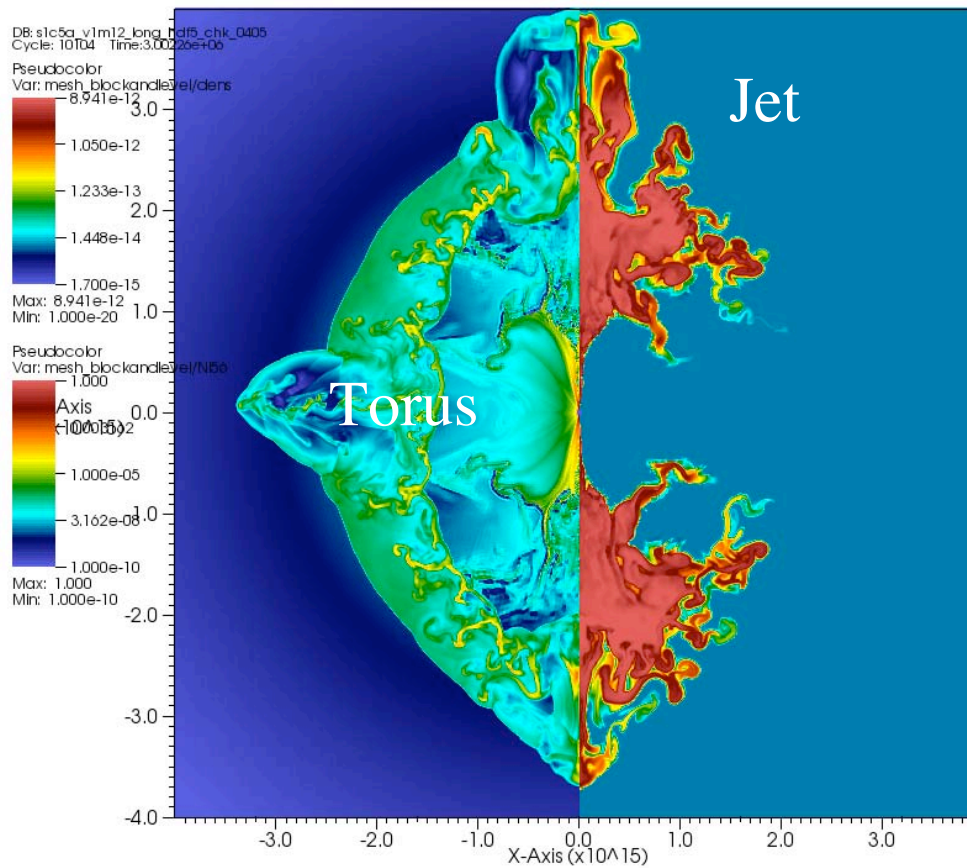 DB: s1c5a_v1m12_long_hdf5_chk_0405
Cycle: 10104 Time:3.00226e+06
Pseudocolor
Var: mesh_blockandlevel/dens
8.941e-12
1.050e-12
1.233e-13
1.448e-14
1.700e-15
Max: 8.941e-12
Min: 1.000e-20
Pseudocolor
Var: mesh_blockandlevel/Ni56
1.000
Axis
1.000e-05
3.162e-08
1.000e-10
Max: 1.000
Min: 1.000e-10
Jet
Torus
3.0
2.0
1.0
0.0
-1.0
-2.0
-3.0
-4.0
-3.0 -2.0 -1.0 0.0 1.0 2.0 3.0
X-Axis (x10^15)